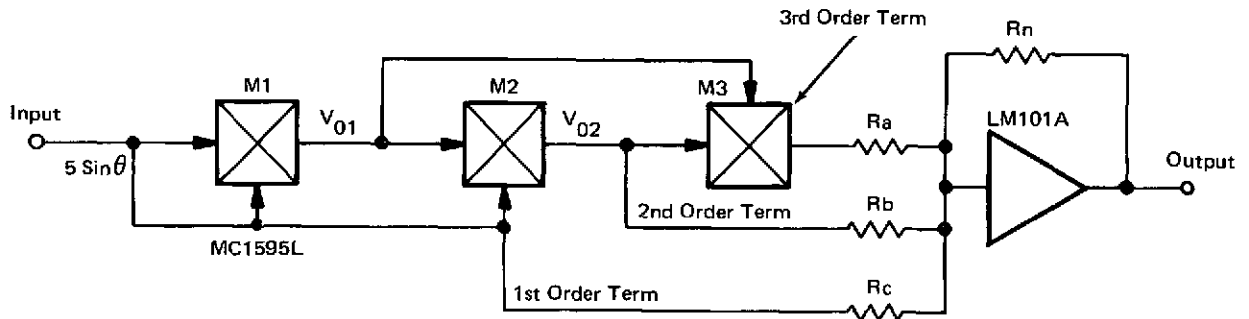 3rd Order Term
Rn
M1
M2
M3
LM101A
Input
V01
V02
Ra
Output
5 Sin θ
2nd Order Term
Rb
MC1595L
Rc
1st Order Term